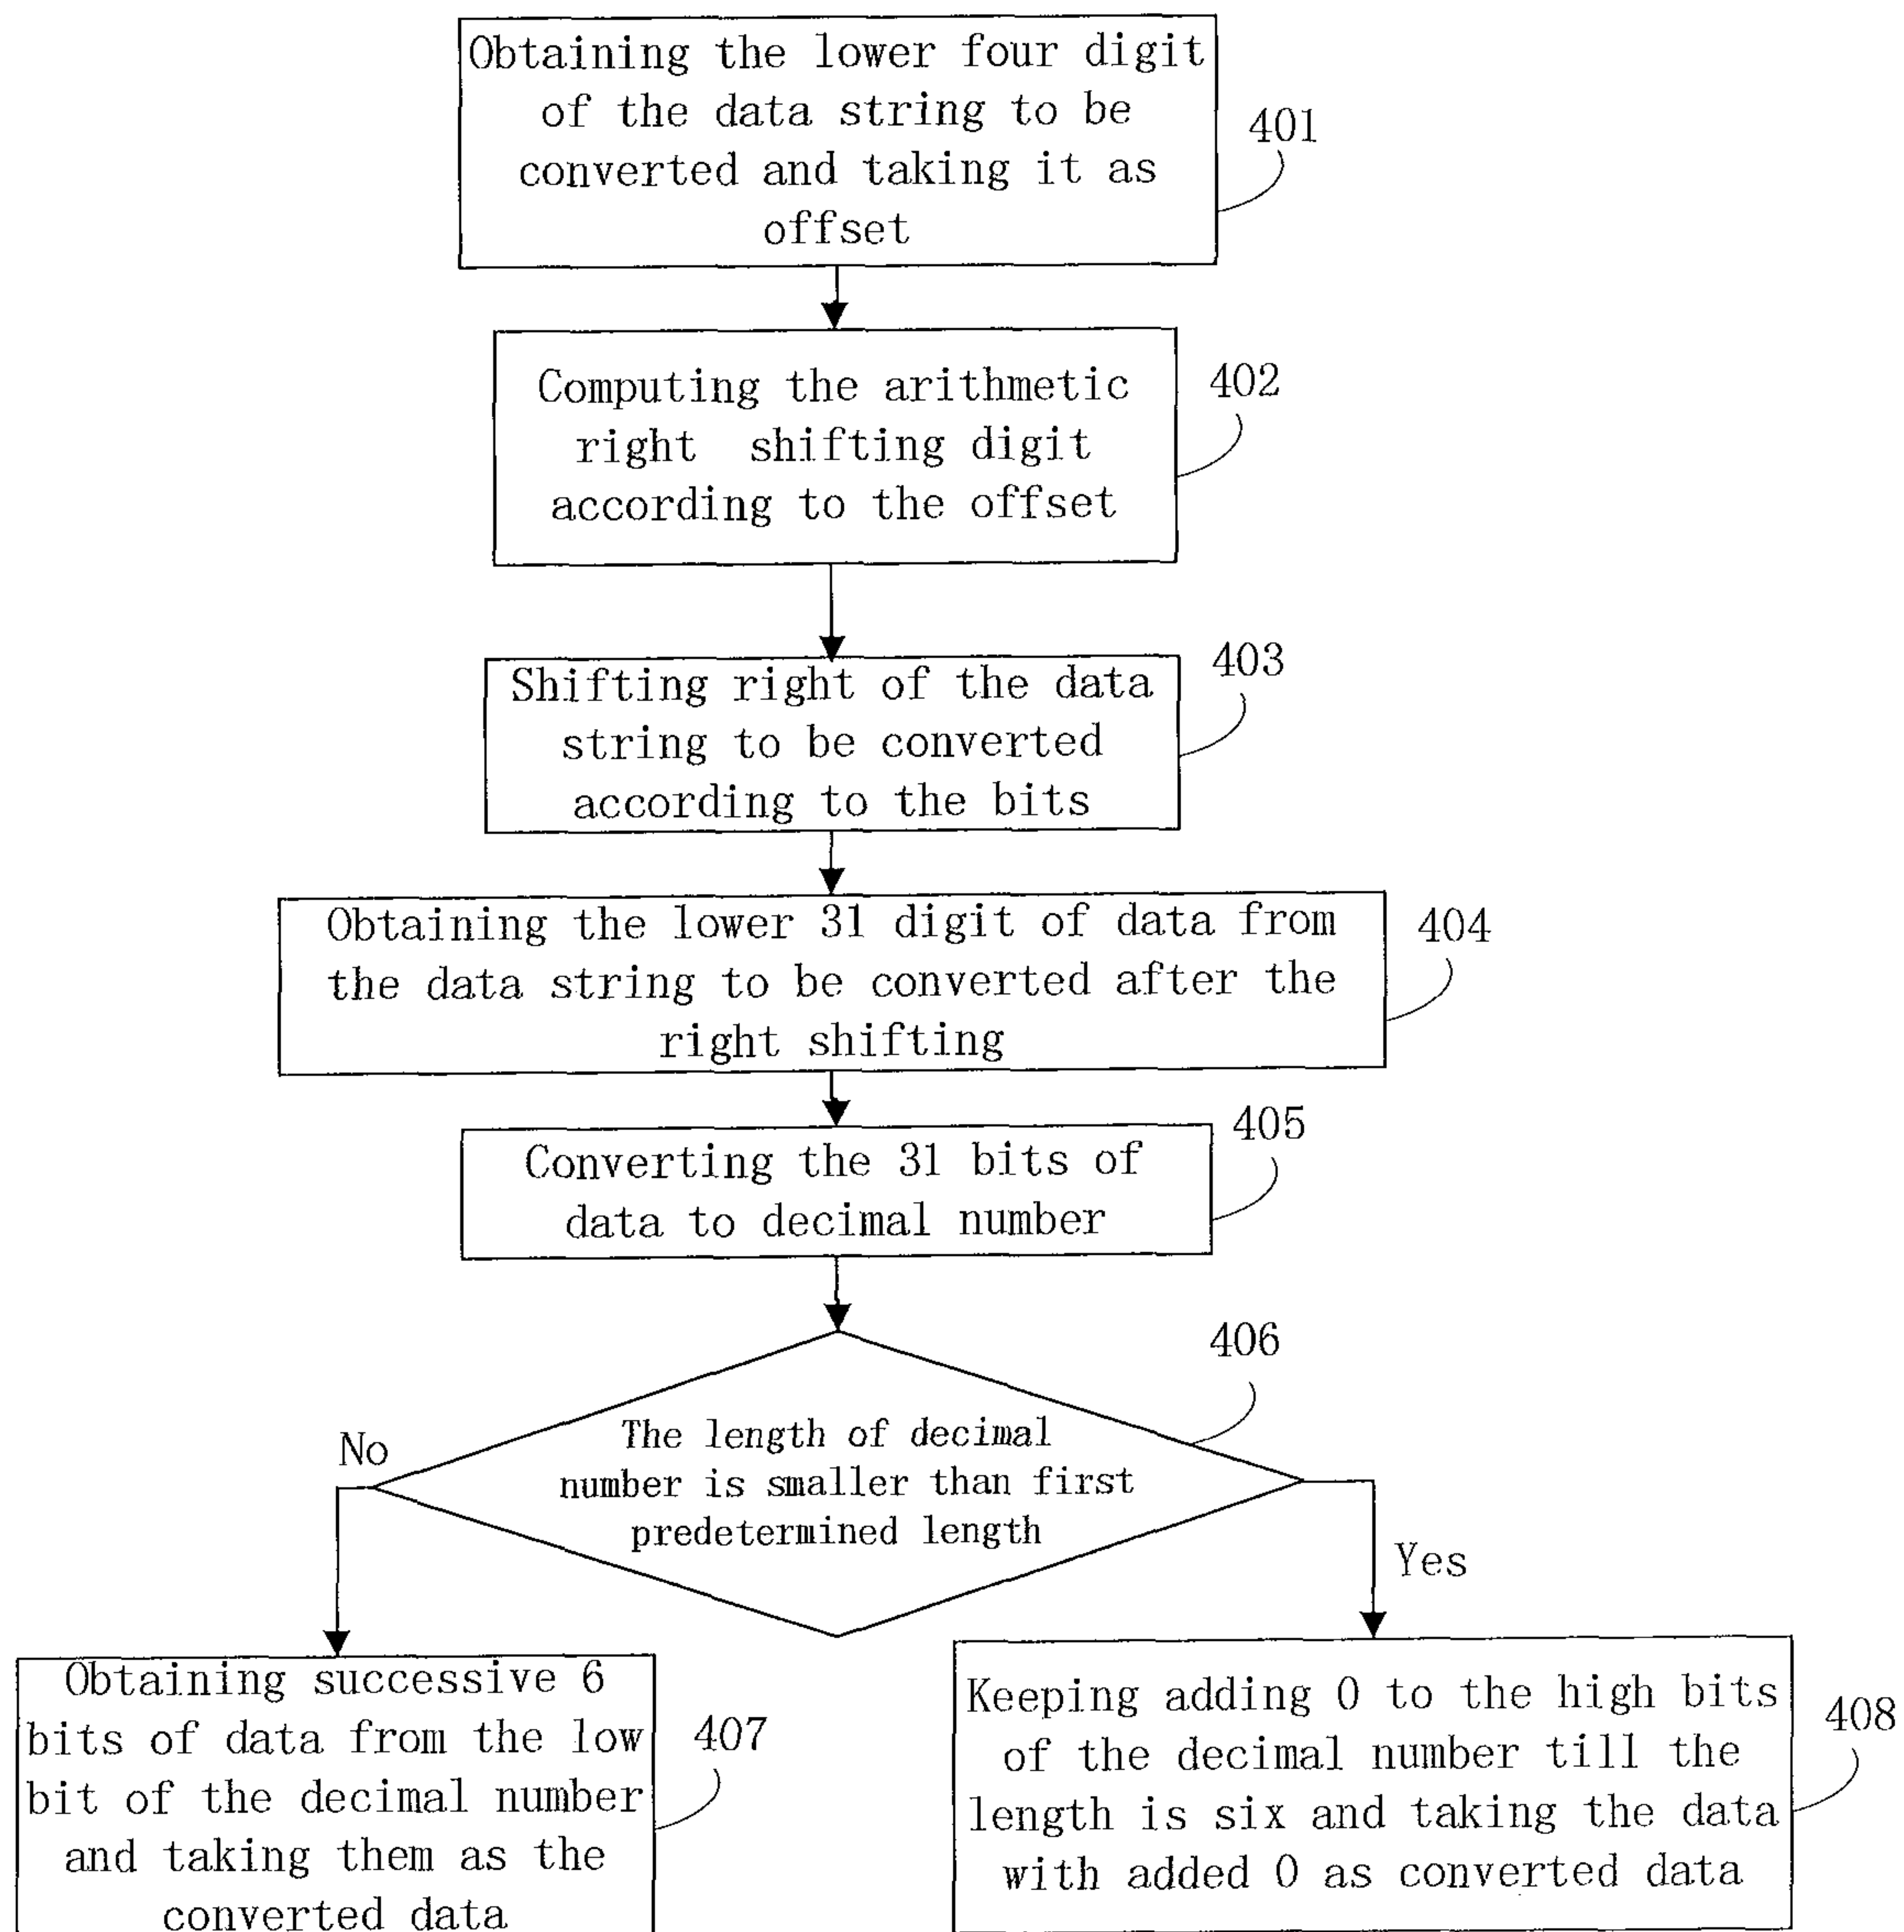 Obtaining the lower four digit
of the data string to be
converted and taking it as
offset
401
Computing the arithmetic
right shifting digit
according to the offset
402
Shifting right of the data
string to be converted
according to the bits
403
Obtaining the lower 31 digit of data from
the data string to be converted after the
right shifting
404
Converting the 31 bits of
data to decimal number
405
The length of decimal
number is smaller than first
predetermined length
406
No
Yes
Obtaining successive 6
bits of data from the low
bit of the decimal number
and taking them as the
converted data
407
Keeping adding 0 to the high bits
of the decimal number till the
length is six and taking the data
with added 0 as converted data
408